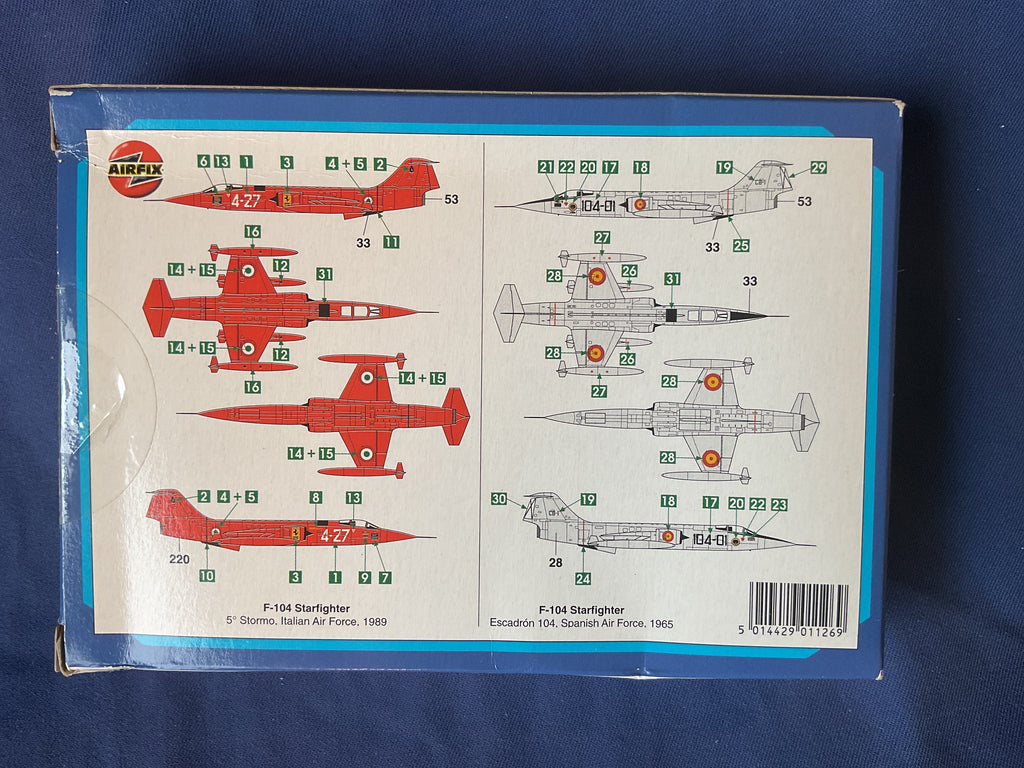 AIRFIX
6 13 1 3 4 + 5 2
4-27
53
33 11
16
14 + 15 12 31
14 + 15 12
16
14 + 15
14 + 15
2 4 + 5 8 13
4-27
220
10 3 1 9 7
F-104 Starfighter
5° Stormo, Italian Air Force, 1989
21 22 20 17 18 19 29
104-01
53
33 25
27
28 26 31 33
28 26
27
28
28
30 19 18 17 20 22 23
104-01
28
24
F-104 Starfighter
Escadrón 104, Spanish Air Force, 1965
5 014429 011269